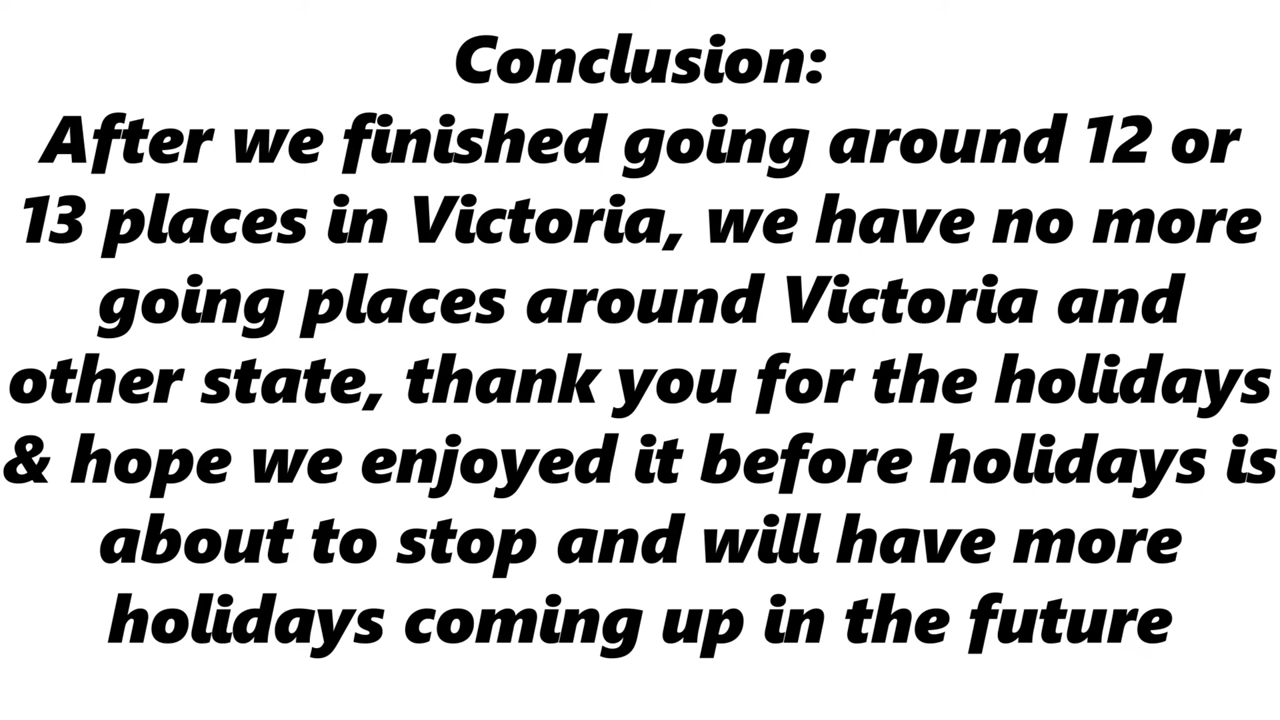 Conclusion:
After we finished going around 12 or
13 places in Victoria, we have no more
going places around Victoria and
other state, thank you for the holidays
& hope we enjoyed it before holidays is
about to stop and will have more
holidays coming up in the future